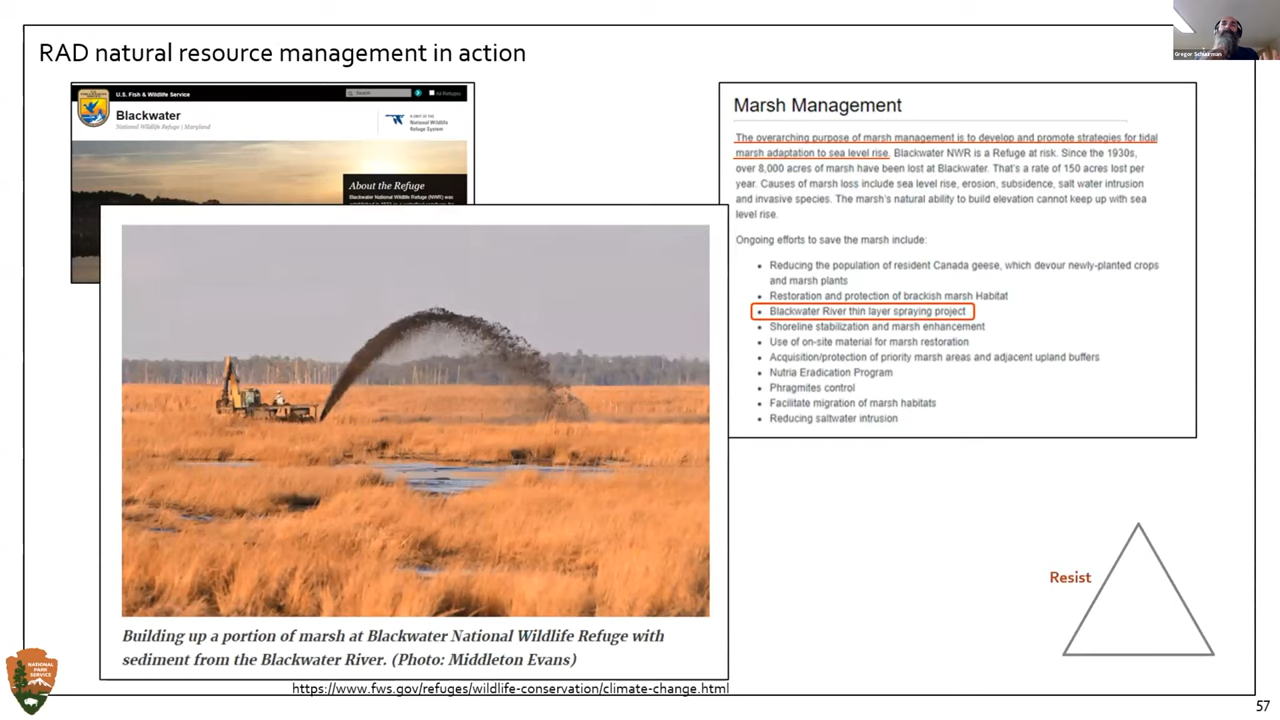 RAD natural resource management in action
Gregor Schuurman
U.S. Fish & Wildlife Service
Search
All Refuges
Blackwater
National Wildlife Refuge | Maryland
A UNIT OF THE
National Wildlife
Refuge System
About the Refuge
Blackwater National Wildlife Refuge (NWR) was
Building up a portion of marsh at Blackwater National Wildlife Refuge with
sediment from the Blackwater River. (Photo: Middleton Evans)
https://www.fws.gov/refuges/wildlife-conservation/climate-change.html
Marsh Management
The overarching purpose of marsh management is to develop and promote strategies for tidal
marsh adaptation to sea level rise. Blackwater NWR is a Refuge at risk. Since the 1930s,
over 8,000 acres of marsh have been lost at Blackwater. That's a rate of 150 acres lost per
year. Causes of marsh loss include sea level rise, erosion, subsidence, salt water intrusion
and invasive species. The marsh's natural ability to build elevation cannot keep up with sea
level rise.
Ongoing efforts to save the marsh include:
• Reducing the population of resident Canada geese, which devour newly-planted crops
and marsh plants
• Restoration and protection of brackish marsh Habitat
• Blackwater River thin layer spraying project
• Shoreline stabilization and marsh enhancement
• Use of on-site material for marsh restoration
• Acquisition/protection of priority marsh areas and adjacent upland buffers
• Nutria Eradication Program
• Phragmites control
• Facilitate migration of marsh habitats
• Reducing saltwater intrusion
Resist
NATIONAL
PARK
SERVICE
57